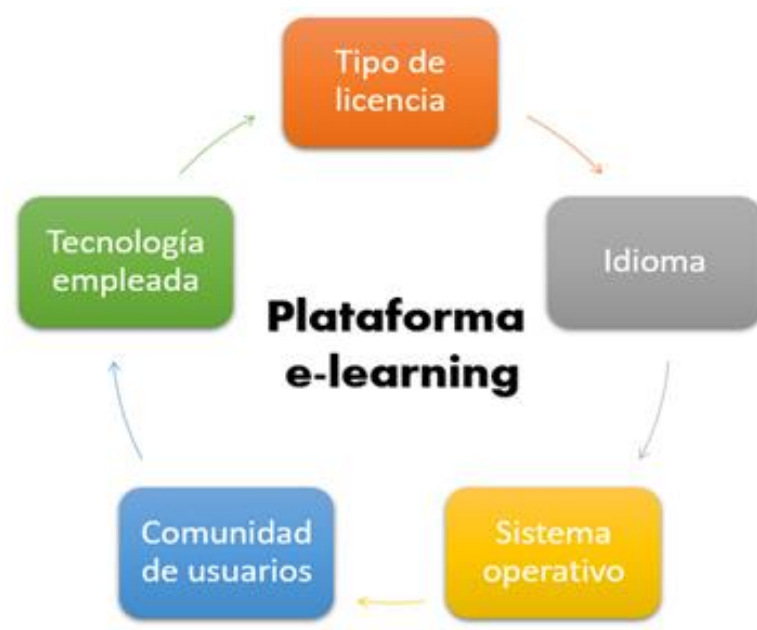 Tipo de
licencia
Idioma
Sistema
operativo
Comunidad
de usuarios
Tecnología
empleada
Plataforma
e-learning